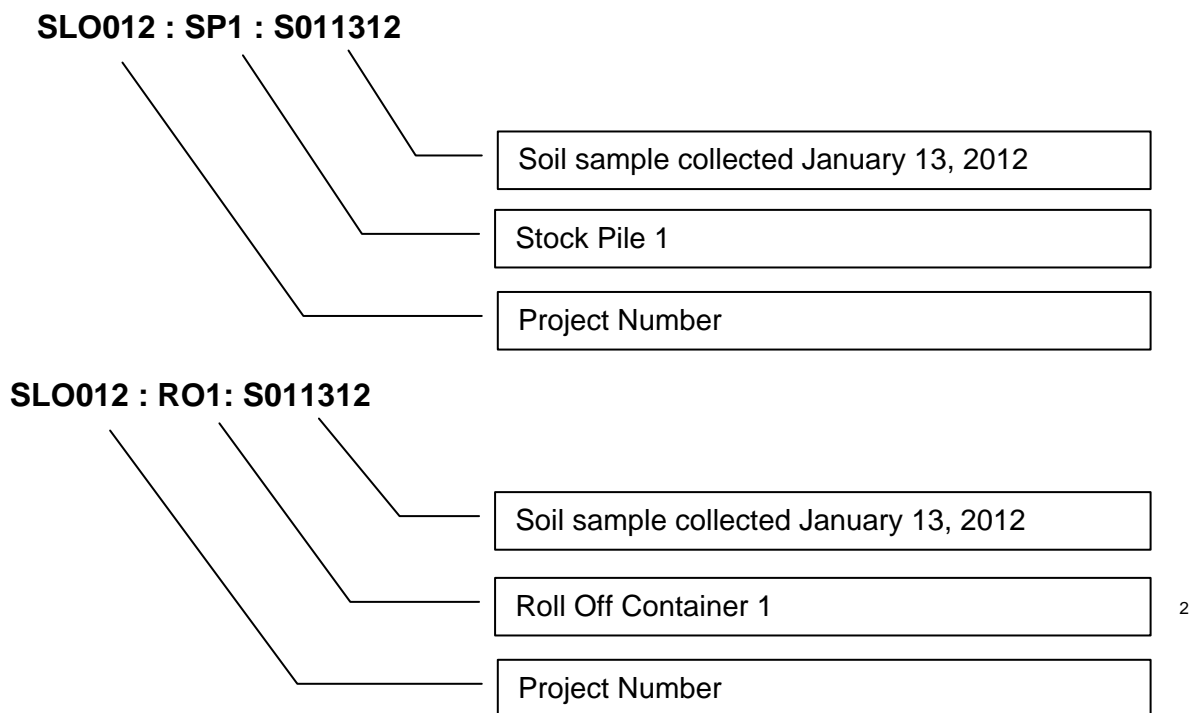 SLO012 : SP1 : S011312
Soil sample collected January 13, 2012
Stock Pile 1
Project Number
SLO012 : RO1: S011312
Soil sample collected January 13, 2012
Roll Off Container 1
2
Project Number